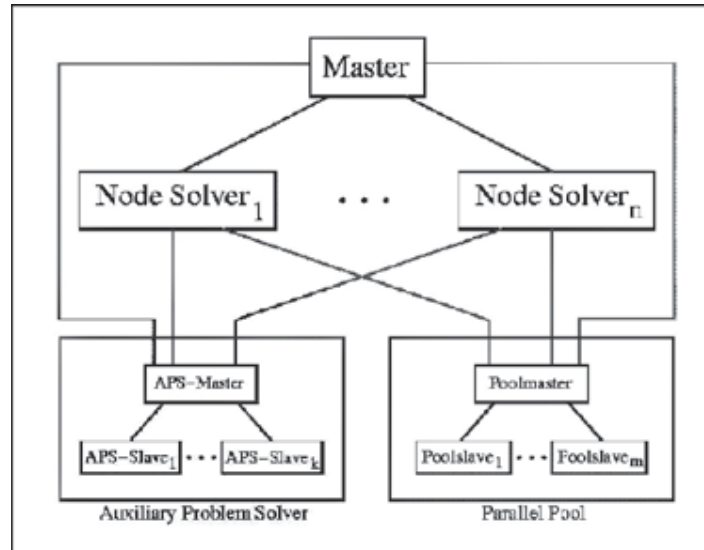 Master
Node Solver1 ... Node Solvern
APS-Master
Poolmaster
APS-Slave1 ... APS-Slavek
Poolslave1 ... Poolslavem
Auxiliary Problem Solver
Parallel Pool